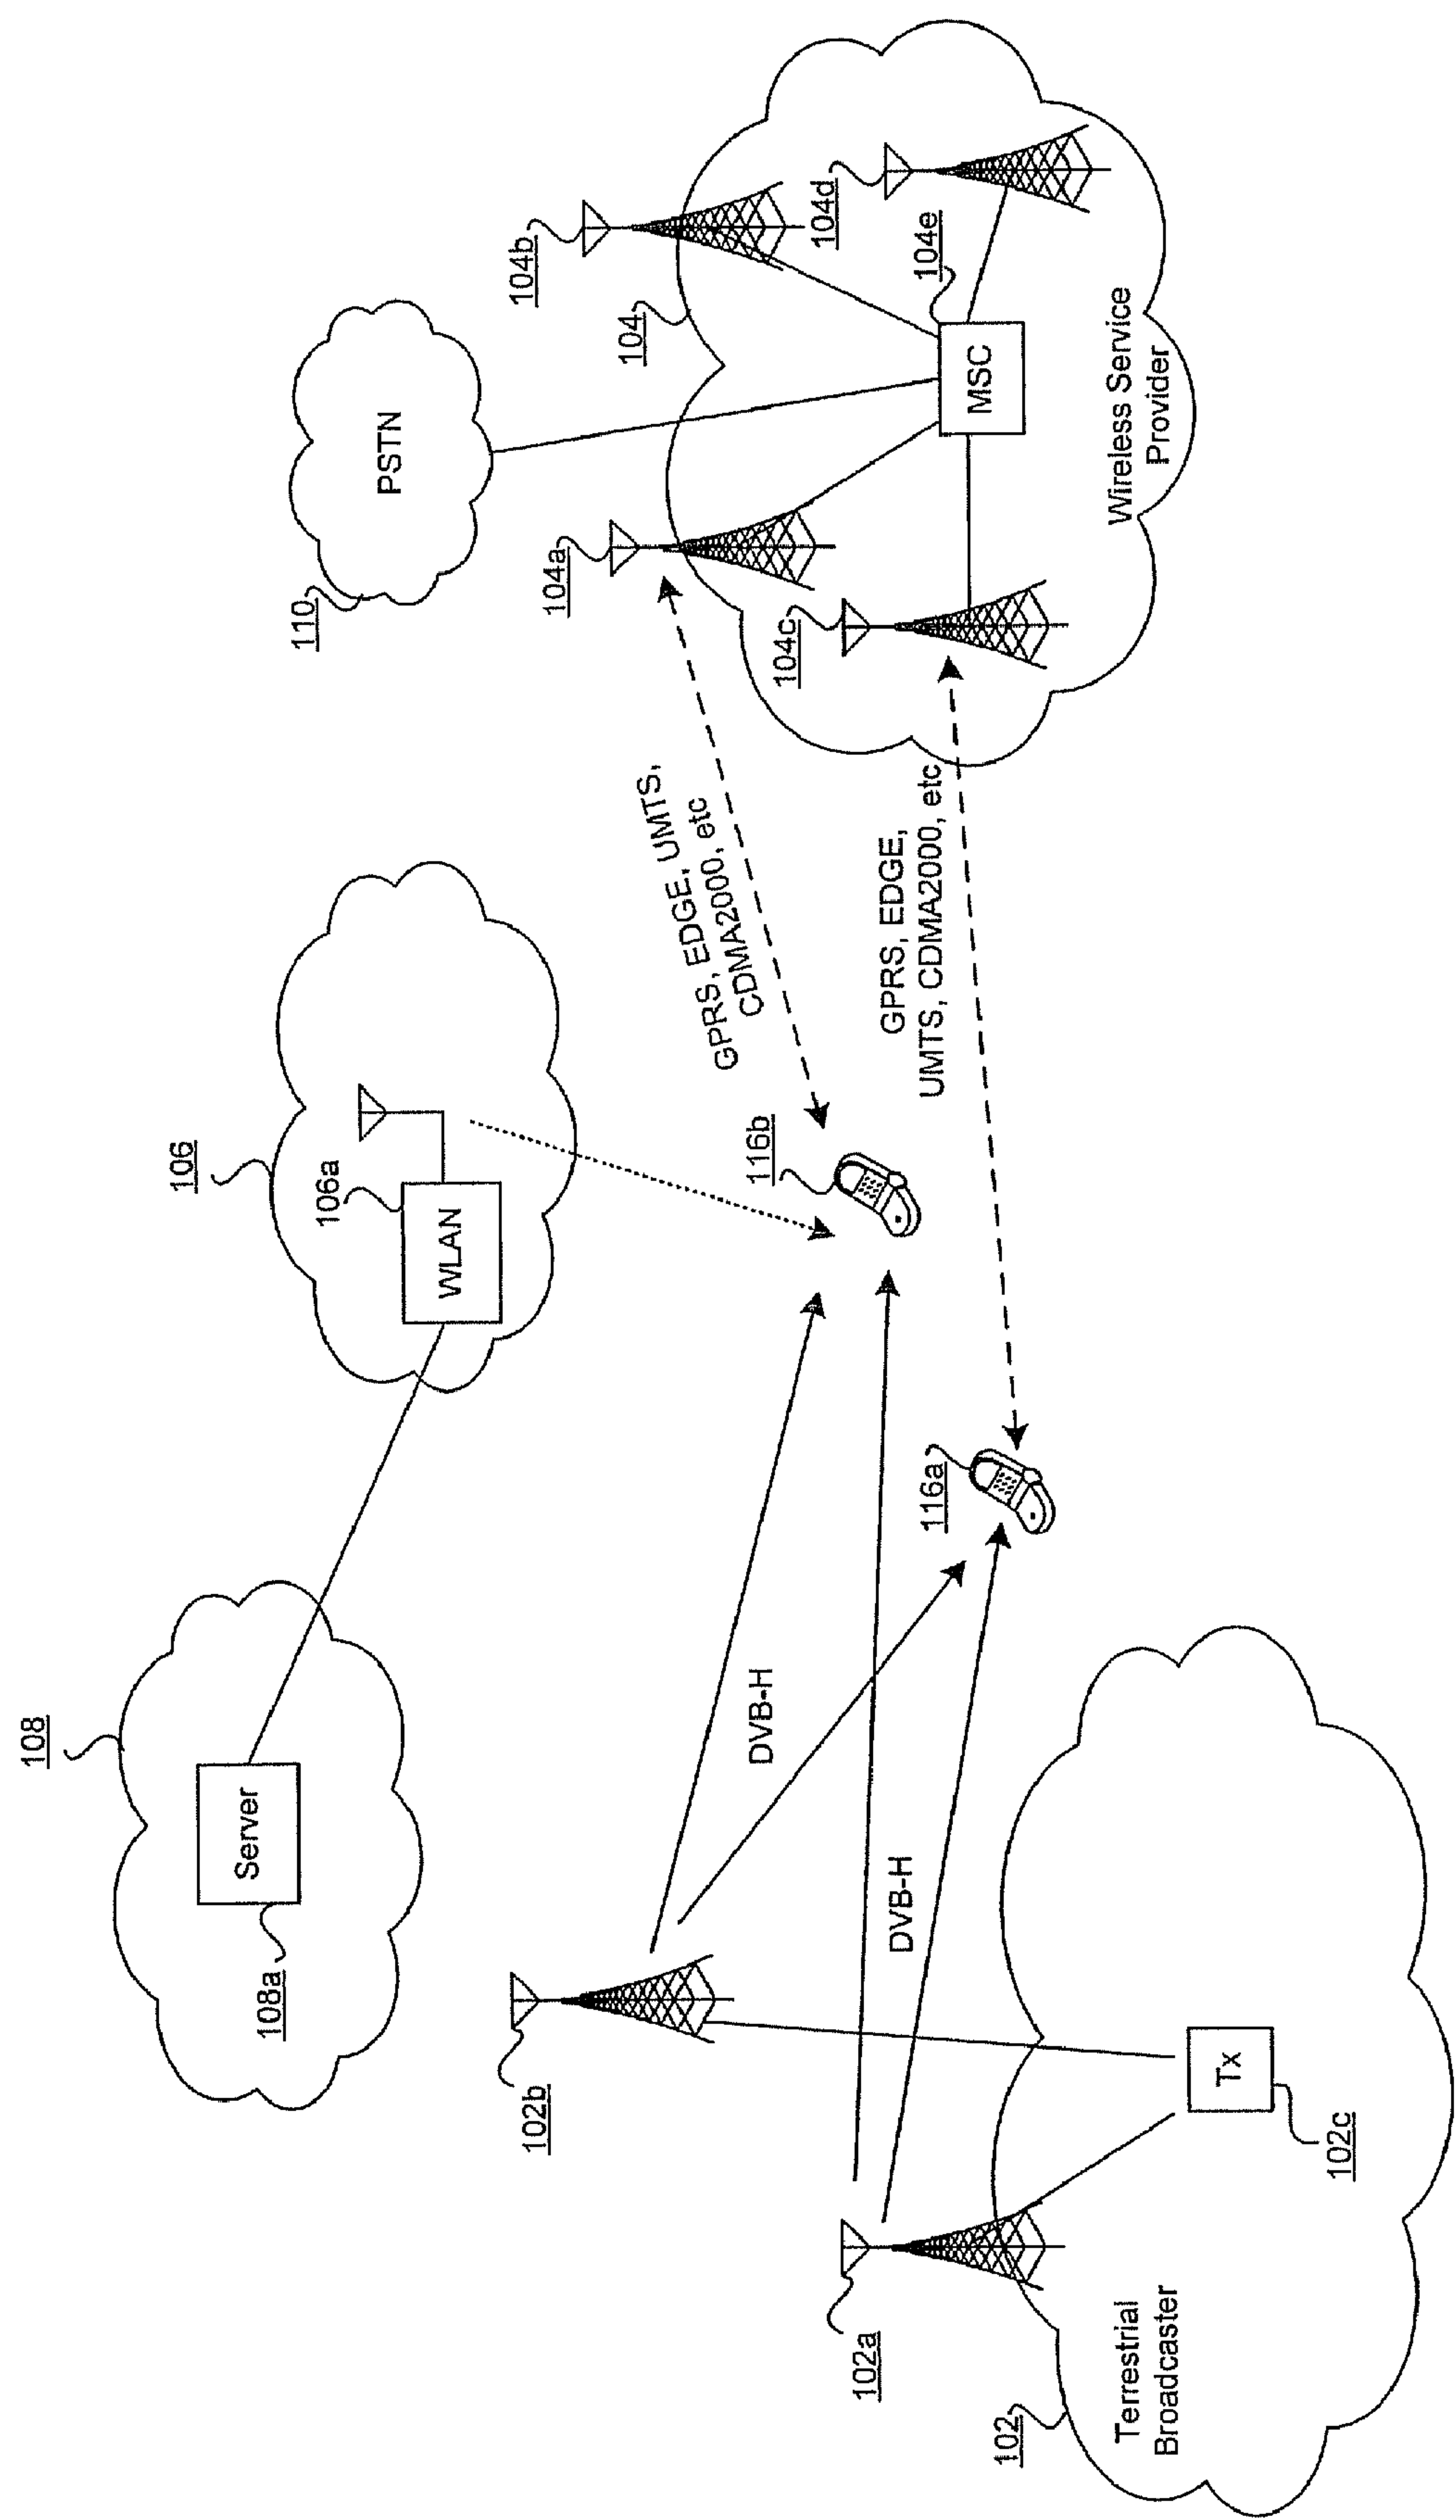 108
Server
108a
106
106a
WLAN
110
PSTN
104b
104
104a
104d
104e
104c
MSC
Wireless Service
Provider
GPRS, EDGE, UMTS,
CDMA2000, etc
GPRS, EDGE,
UMTS, CDMA2000, etc
116b
116a
102b
DVB-H
DVB-H
102a
102
Terrestrial
Broadcaster
Tx
102c